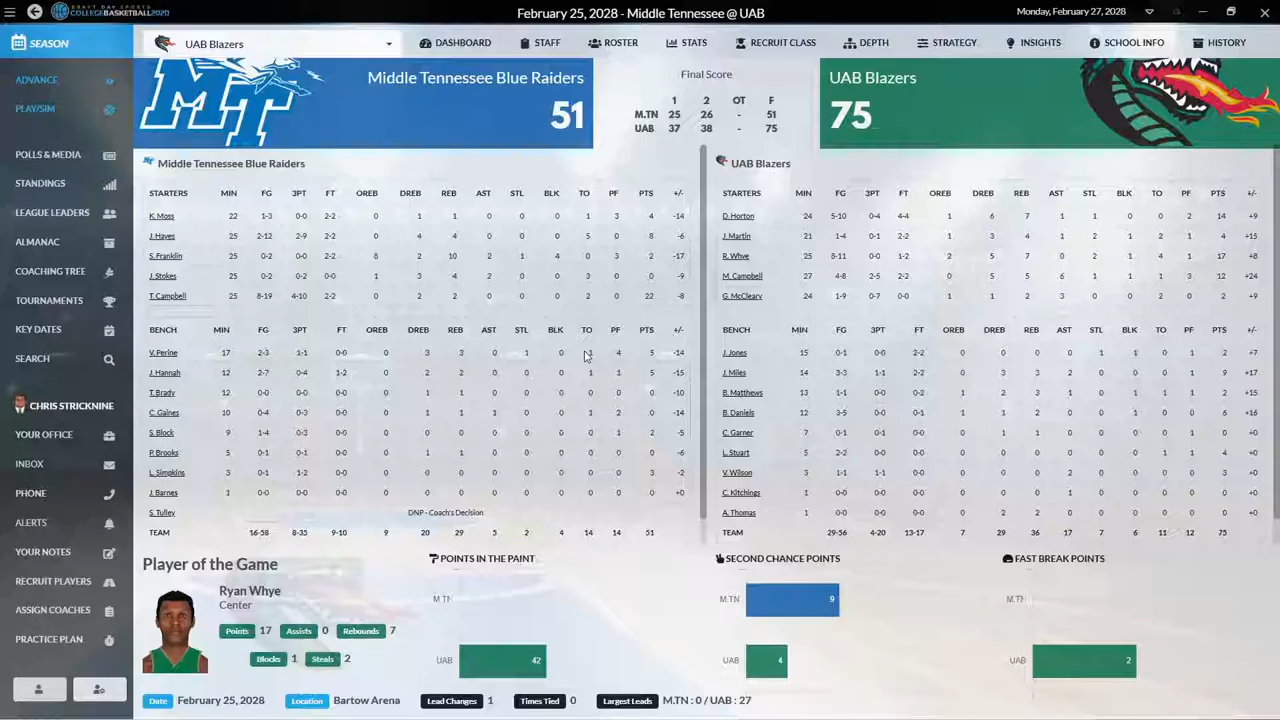 DRAFT DAY SPORTS
COLLEGE BASKETBALL 2020
February 25, 2028 - Middle Tennessee @ UAB
Monday, February 27, 2028
SEASON
UAB Blazers
DASHBOARD STAFF ROSTER STATS RECRUIT CLASS DEPTH STRATEGY INSIGHTS SCHOOL INFO HISTORY
ADVANCE
PLAY/SIM
POLLS & MEDIA
STANDINGS
LEAGUE LEADERS
ALMANAC
COACHING TREE
TOURNAMENTS
KEY DATES
SEARCH
CHRIS STRICKNINE
YOUR OFFICE
INBOX
PHONE
ALERTS
YOUR NOTES
RECRUIT PLAYERS
ASSIGN COACHES
PRACTICE PLAN
MT
Middle Tennessee Blue Raiders
51
Final Score
1 2 OT F
M.TN 25 26 - 51
UAB 37 38 - 75
UAB Blazers
75
Middle Tennessee Blue Raiders
STARTERS MIN FG 3PT FT OREB DREB REB AST STL BLK TO PF PTS +/-
K. Moss 22 1-3 0-0 2-2 0 1 1 0 0 0 1 3 4 -14
J. Hayes 25 2-12 2-9 2-2 0 4 4 0 0 0 5 0 8 -6
S. Franklin 25 0-2 0-0 2-2 8 2 10 2 1 4 0 3 2 -17
J. Stokes 25 0-2 0-2 0-0 1 3 4 0 0 0 3 0 0 -9
T. Campbell 25 8-19 4-10 2-2 0 2 2 0 0 0 2 0 22 -8
BENCH MIN FG 3PT FT OREB DREB REB AST STL BLK TO PF PTS +/-
V. Perine 17 2-3 1-1 0-0 0 3 3 0 1 0 1 4 5 -14
J. Hannah 12 2-7 0-4 1-2 0 2 2 0 0 0 1 1 5 -15
T. Brady 12 0-0 0-0 0-0 0 1 1 0 0 0 0 0 0 -10
C. Gaines 10 0-4 0-3 0-0 0 1 1 1 0 0 1 2 0 -14
S. Block 9 1-4 0-3 0-0 0 0 0 0 0 0 0 1 2 -5
P. Brooks 5 0-1 0-1 0-0 0 1 1 0 0 0 0 0 0 -6
L. Simpkins 3 0-1 1-2 0-0 0 0 0 0 0 0 0 0 3 -2
J. Barnes 1 0-0 0-0 0-0 0 0 0 0 0 0 0 0 0 +0
S. Tulley DNP - Coach's Decision
TEAM 16-58 8-35 9-10 9 20 29 5 2 4 14 14 51
UAB Blazers
STARTERS MIN FG 3PT FT OREB DREB REB AST STL BLK TO PF PTS +/-
D. Horton 24 5-10 0-4 4-4 1 6 7 1 1 0 0 2 14 +9
J. Martin 21 1-4 0-1 2-2 1 3 4 1 2 1 2 1 4 +15
R. Whye 25 8-11 0-0 1-2 2 5 7 0 2 1 4 1 17 +8
M. Campbell 27 4-8 2-5 2-2 0 5 5 6 1 1 3 3 12 +24
G. McCleary 24 1-9 0-7 0-0 1 1 2 3 0 0 0 2 2 +9
BENCH MIN FG 3PT FT OREB DREB REB AST STL BLK TO PF PTS +/-
J. Jones 15 0-1 0-0 2-2 0 0 0 0 1 1 0 1 2 +7
J. Miles 14 3-3 1-1 2-2 0 3 3 2 0 0 0 1 9 +17
B. Matthews 13 1-1 0-0 0-2 1 2 3 1 0 1 1 1 2 +15
B. Daniels 12 3-5 0-0 0-1 1 1 2 0 0 1 0 0 6 +16
C. Garner 7 0-1 0-1 0-0 0 1 1 0 0 0 0 1 0 +0
L. Stuart 5 2-2 0-0 0-0 0 0 0 0 0 0 1 1 4 +0
V. Wilson 1-1 1-1 0-0 0 0 0 2 0 0 0 0 3 +0
C. Kitchings 1 0-0 0-0 0-0 0 0 0 1 0 0 0 0 0 +0
A. Thomas 1 0-0 0-0 0-0 0 2 2 0 0 0 0 0 0 +0
TEAM 29-56 4-20 13-17 7 29 36 17 7 6 11 12 75
Player of the Game
Ryan Whye
Center
Points 17 Assists 0 Rebounds 7
Blocks 1 Steals 2
POINTS IN THE PAINT
M.TN
UAB 42
SECOND CHANCE POINTS
M.TN 9
UAB 4
FAST BREAK POINTS
M.TN
UAB 2
Date February 25, 2028 Location Bartow Arena Lead Changes 1 Times Tied 0 Largest Leads M.TN : 0 / UAB : 27